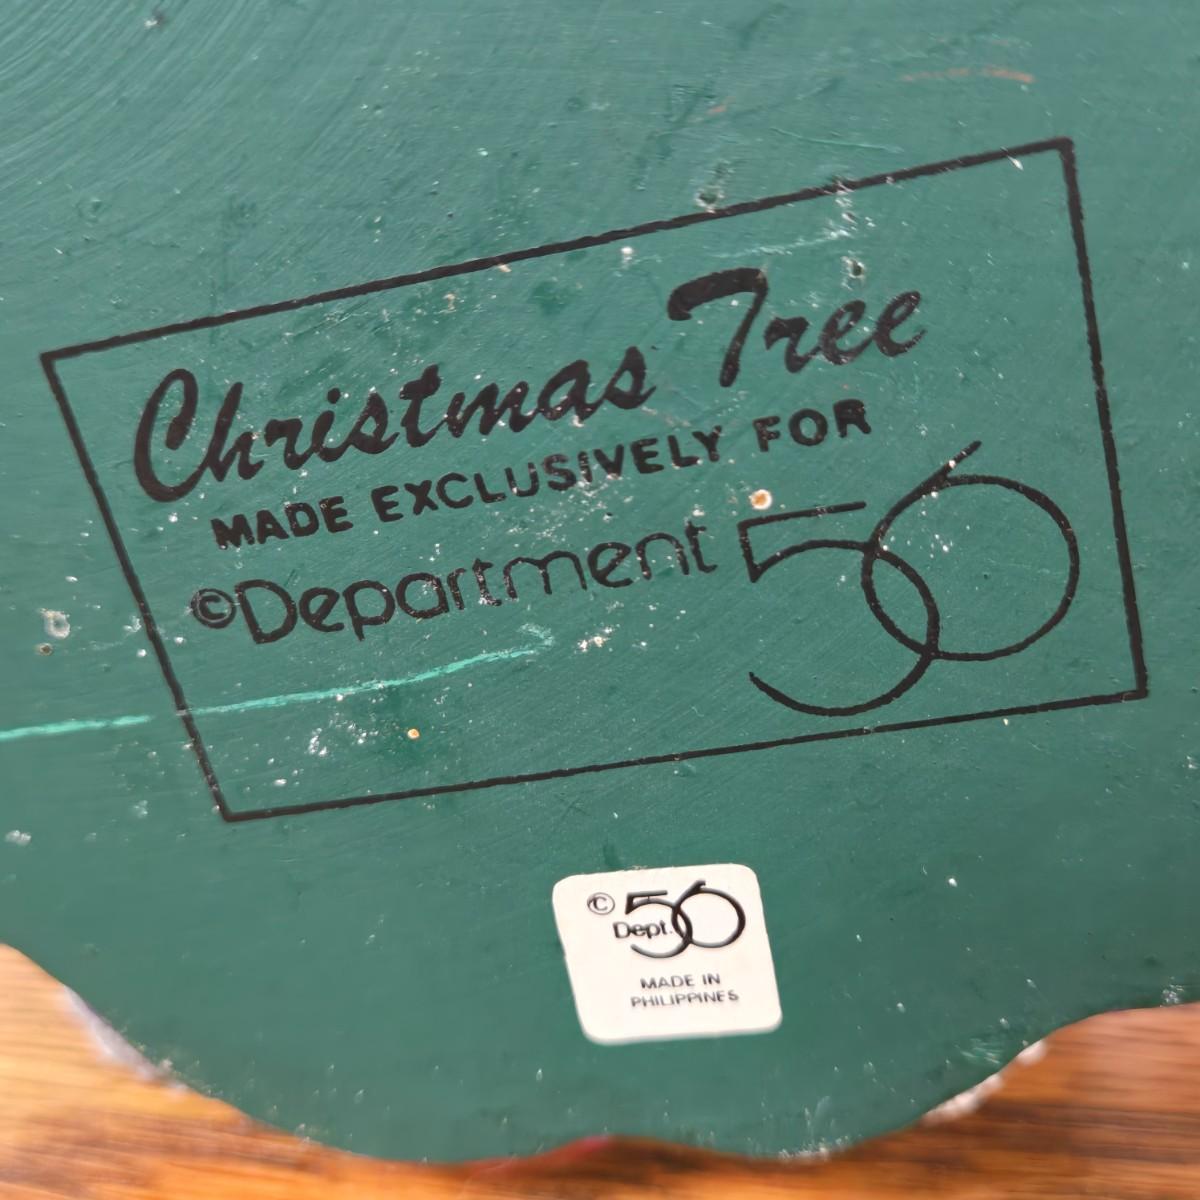 Christmas Tree
MADE EXCLUSIVELY FOR
©Department 56
© Dept. 56
MADE IN
PHILIPPINES